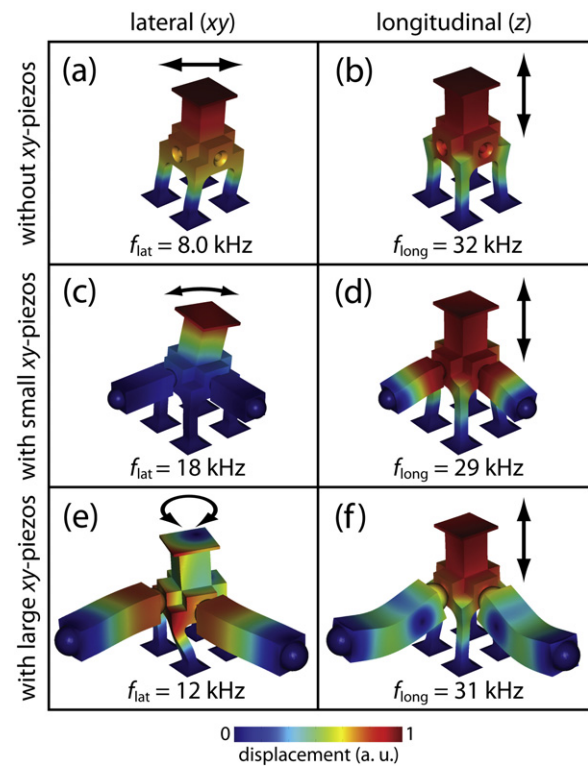 lateral (xy)
longitudinal (z)
without xy-piezos
(a)
f_lat = 8.0 kHz
(b)
f_long = 32 kHz
with small xy-piezos
(c)
f_lat = 18 kHz
(d)
f_long = 29 kHz
with large xy-piezos
(e)
f_lat = 12 kHz
(f)
f_long = 31 kHz
0
1
displacement (a. u.)